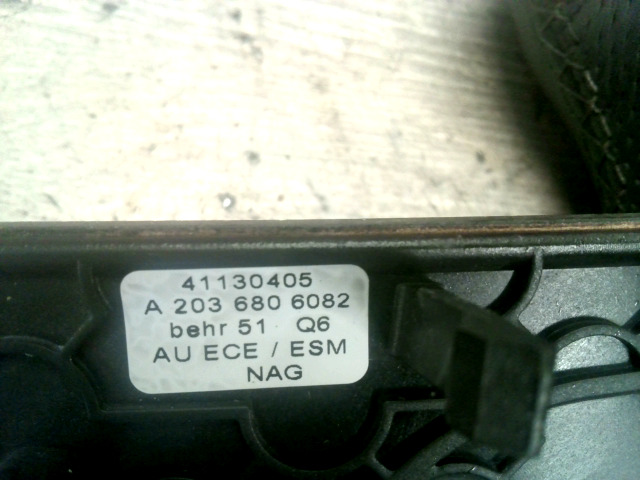 41130405
A 203 680 6082
behr 51 Q6
AU ECE / ESM
NAG